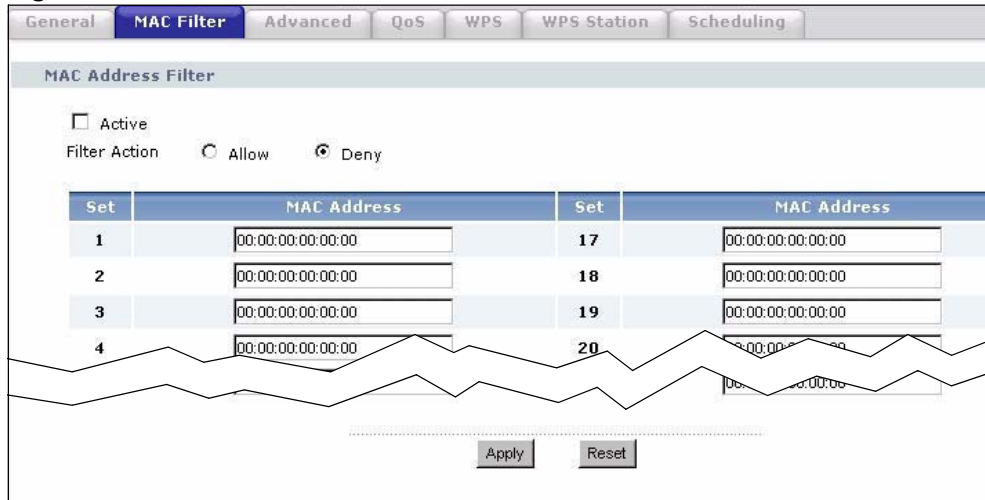 General MAC Filter Advanced QoS WPS WPS Station Scheduling
MAC Address Filter
Active
Filter Action Allow Deny
Set MAC Address Set MAC Address
1 00:00:00:00:00:00 17 00:00:00:00:00:00
2 00:00:00:00:00:00 18 00:00:00:00:00:00
3 00:00:00:00:00:00 19 00:00:00:00:00:00
4 00:00:00:00:00:00 20
Apply Reset